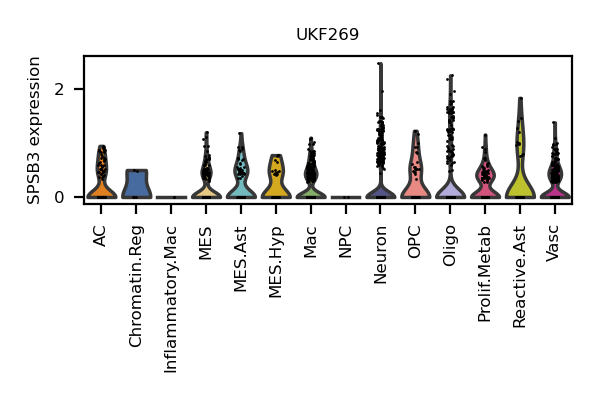 UKF269
SPSB3 expression
2
0
AC
Chromatin.Reg
Inflammatory.Mac
MES
MES.Ast
MES.Hyp
Mac
NPC
Neuron
OPC
Oligo
Prolif.Metab
Reactive.Ast
Vasc